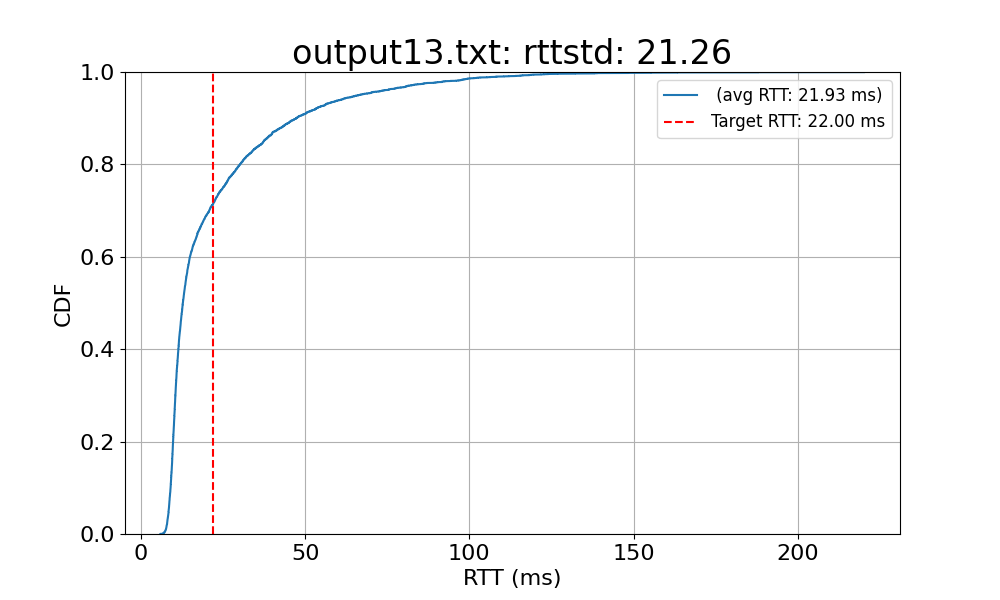 output13.txt: rttstd: 21.26
1.0
0.8
0.6
0.4
0.2
0.0
CDF
(avg RTT: 21.93 ms)
Target RTT: 22.00 ms
0 50 100 150 200
RTT (ms)